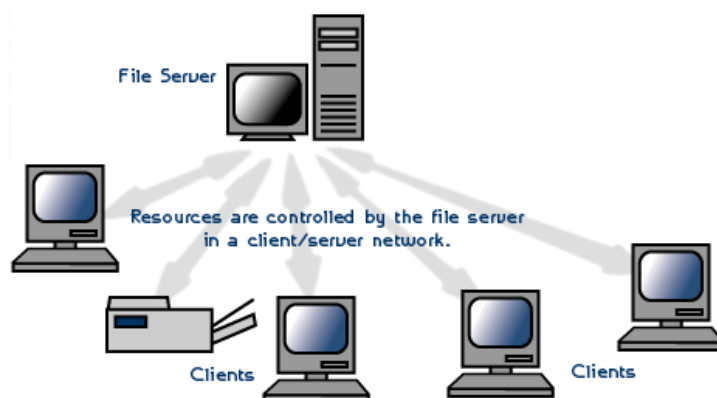 File Server
Resources are controlled by the file server
in a client/server network.
Clients
Clients